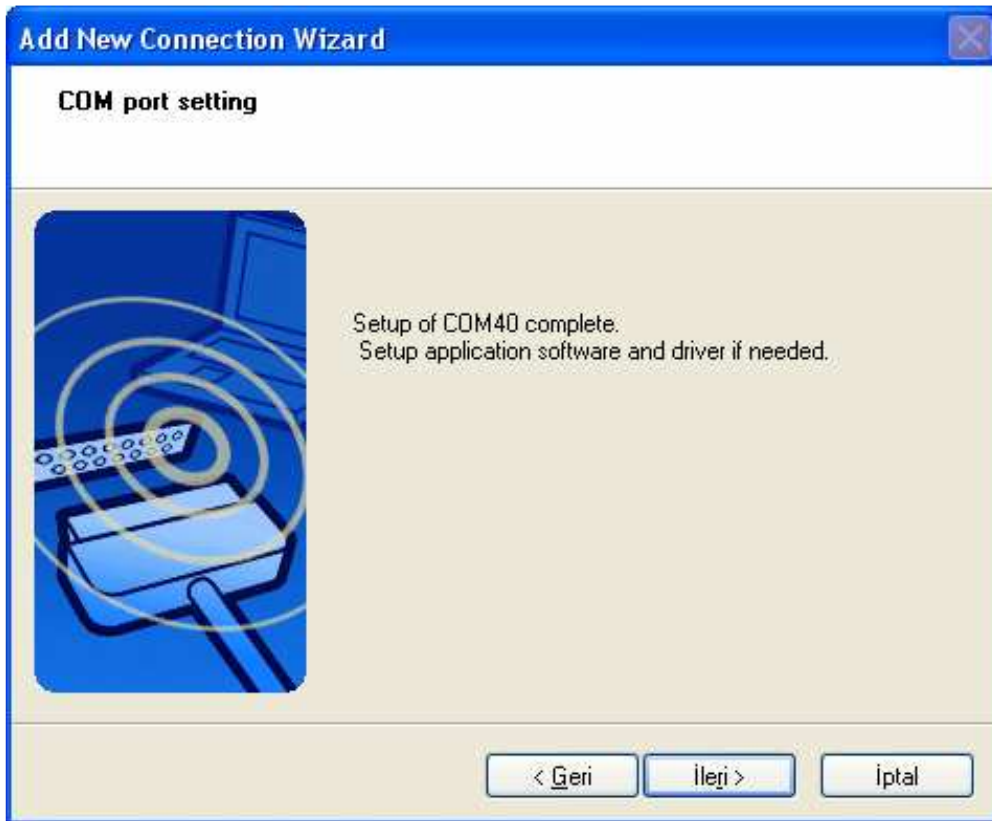 Add New Connection Wizard
COM port setting
Setup of COM40 complete.
Setup application software and driver if needed.
< Geri
İleri >
İptal